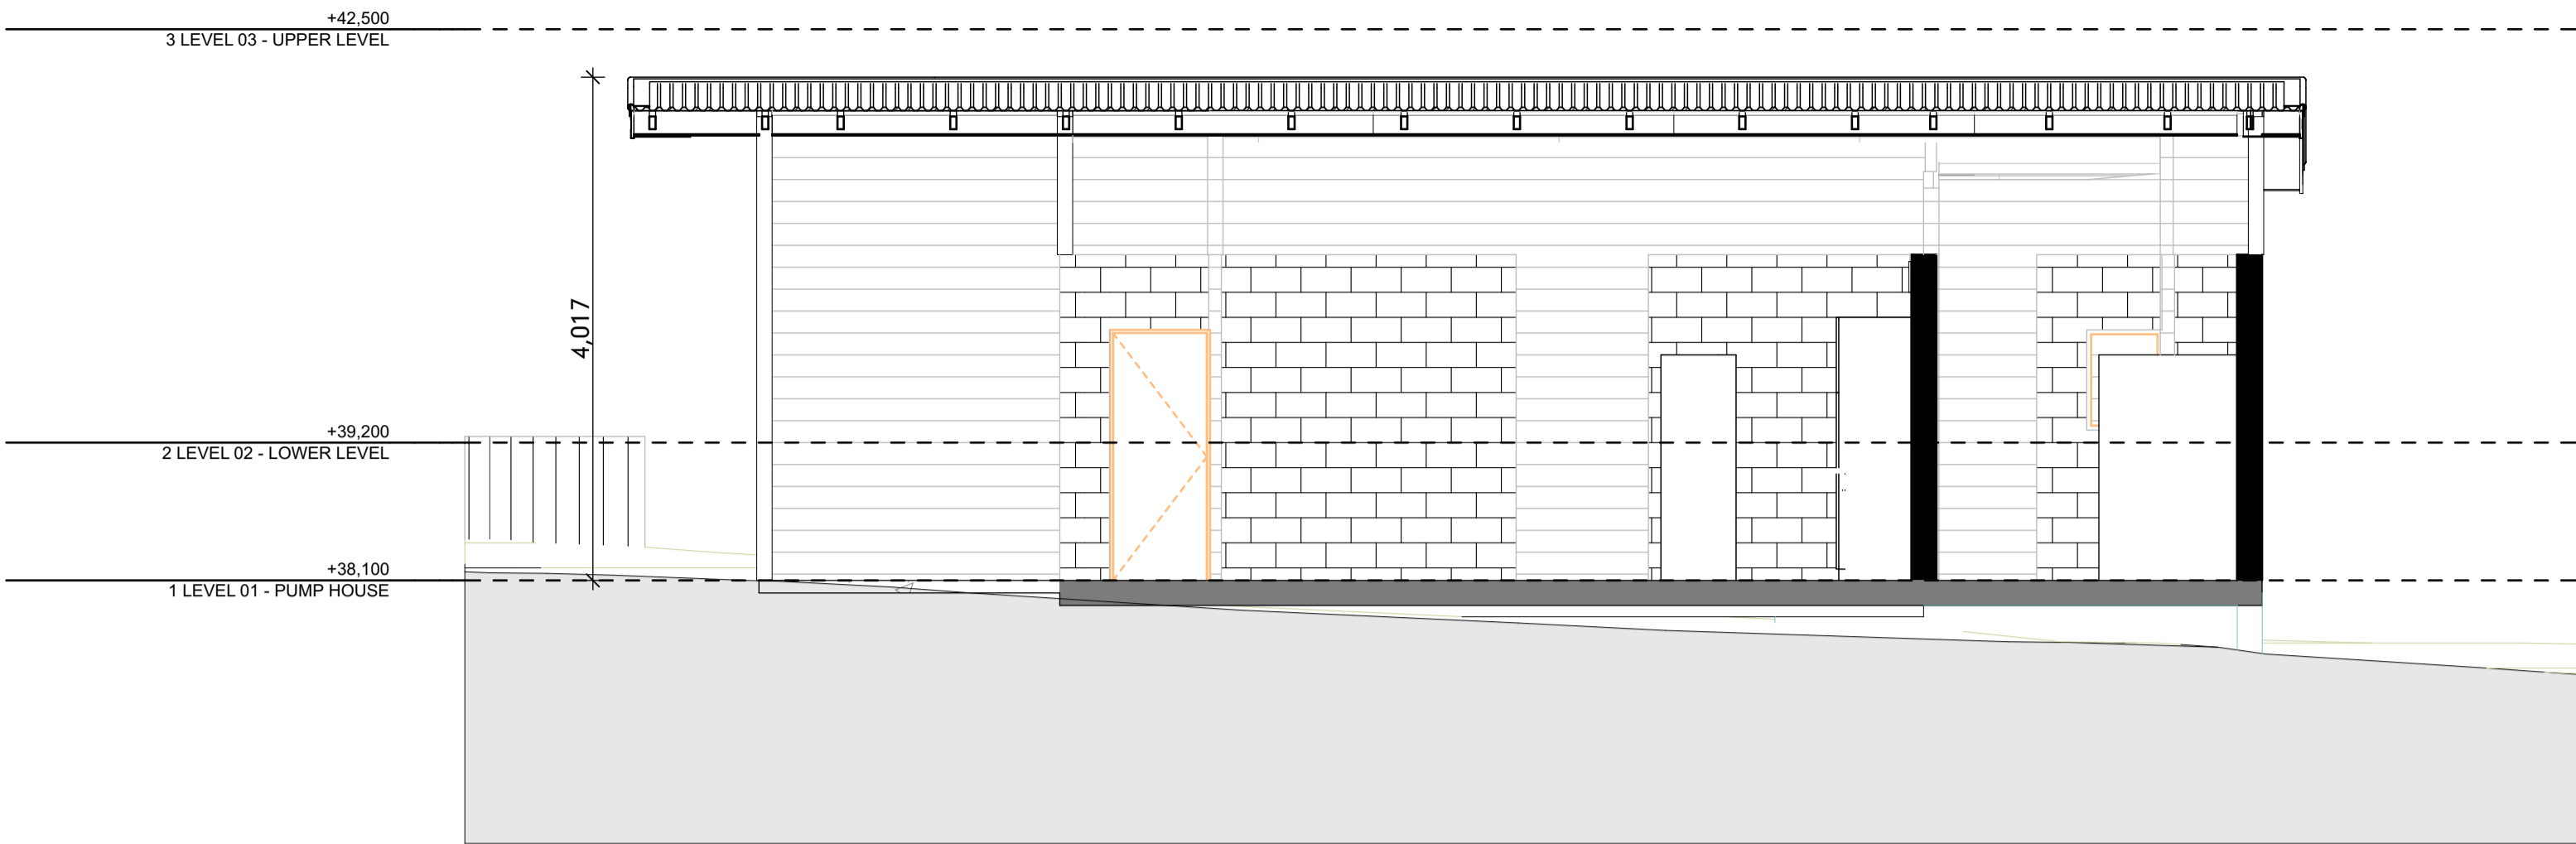 +42,500
3 LEVEL 03 - UPPER LEVEL
4,017
+39,200
2 LEVEL 02 - LOWER LEVEL
+38,100
1 LEVEL 01 - PUMP HOUSE